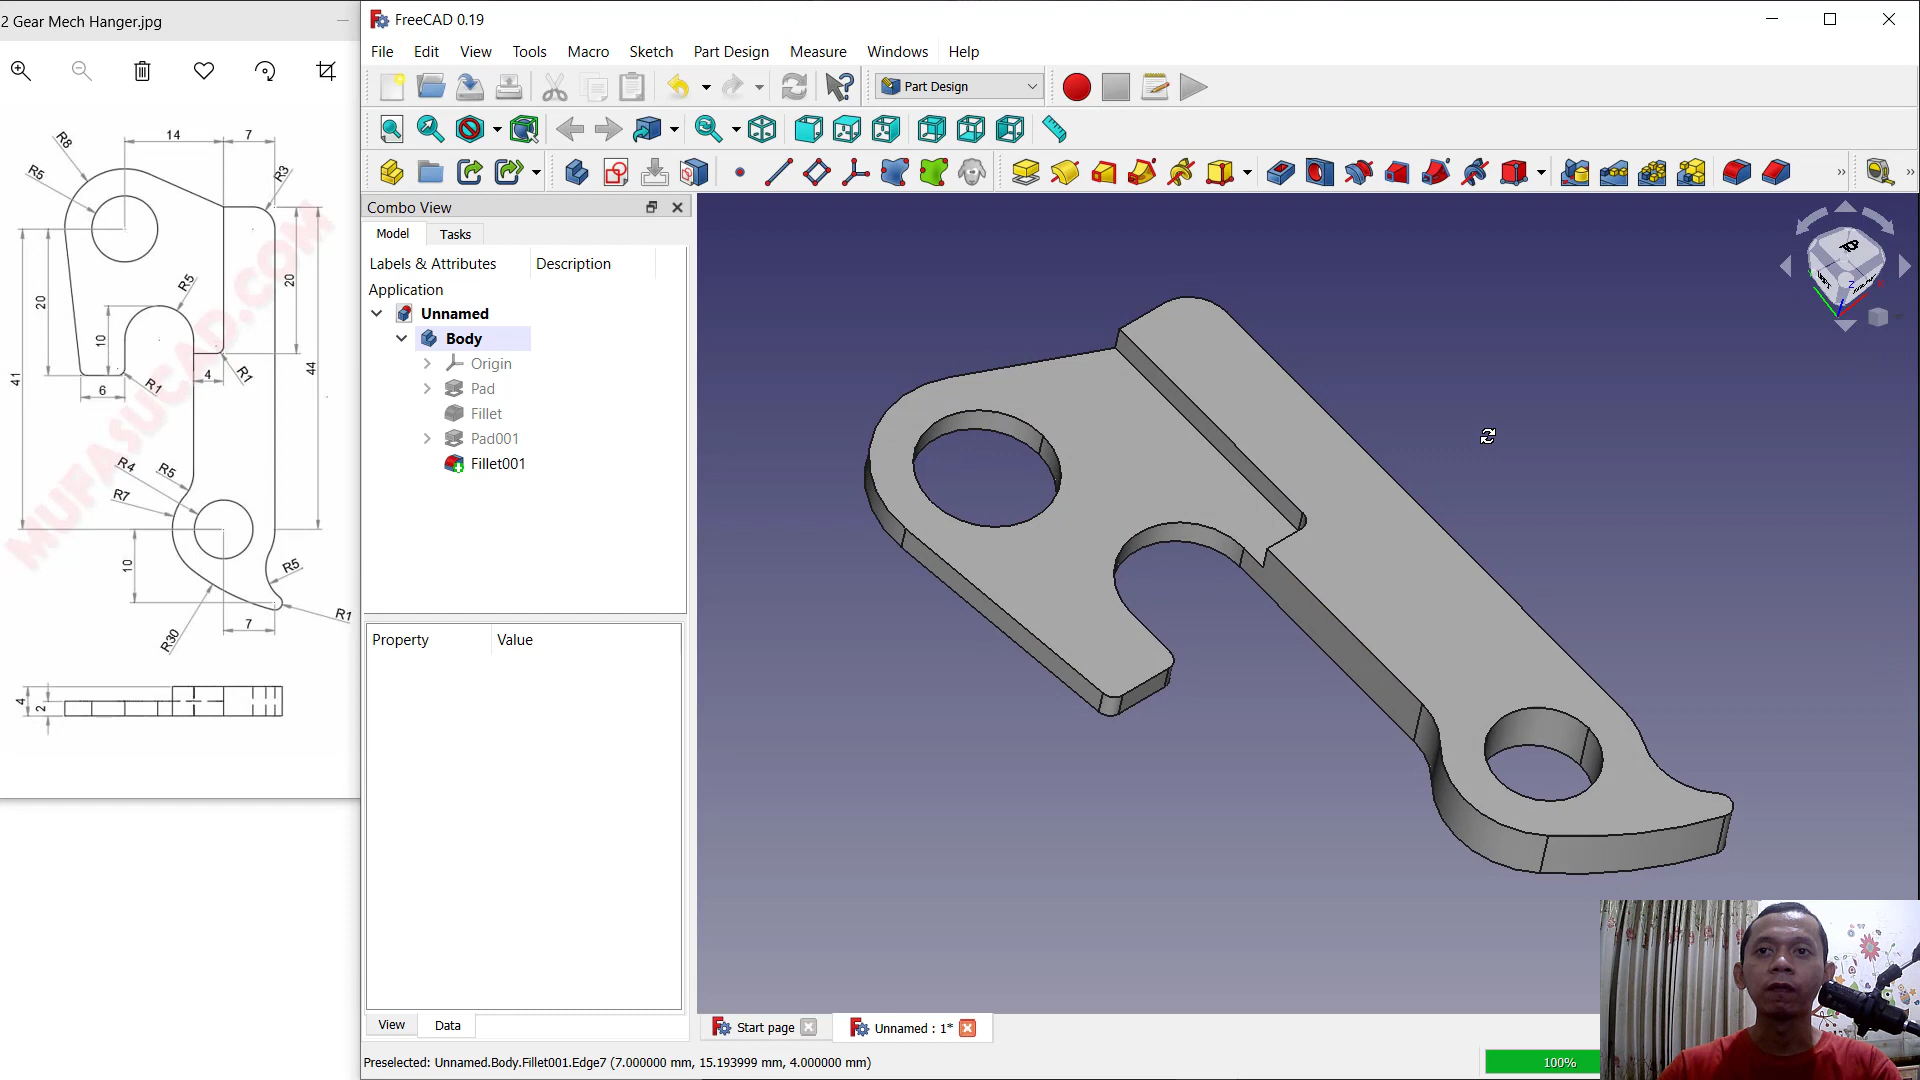 2 Gear Mech Hanger.jpg
R8
14
7
R5
R3
20
R5
20
10
41
44
4
R1
6
R1
R4
R5
R7
10
R5
R1
7
R30
4
2
MUFASUCAD.COM
FreeCAD 0.19
File Edit View Tools Macro Sketch Part Design Measure Windows Help
Part Design
Combo View
Model Tasks
Labels & Attributes Description
Application
Unnamed
Body
Origin
Pad
Fillet
Pad001
Fillet001
Property Value
View Data
Start page
Unnamed : 1*
Preselected: Unnamed.Body.Fillet001.Edge7 (7.000000 mm, 15.193999 mm, 4.000000 mm)
100%